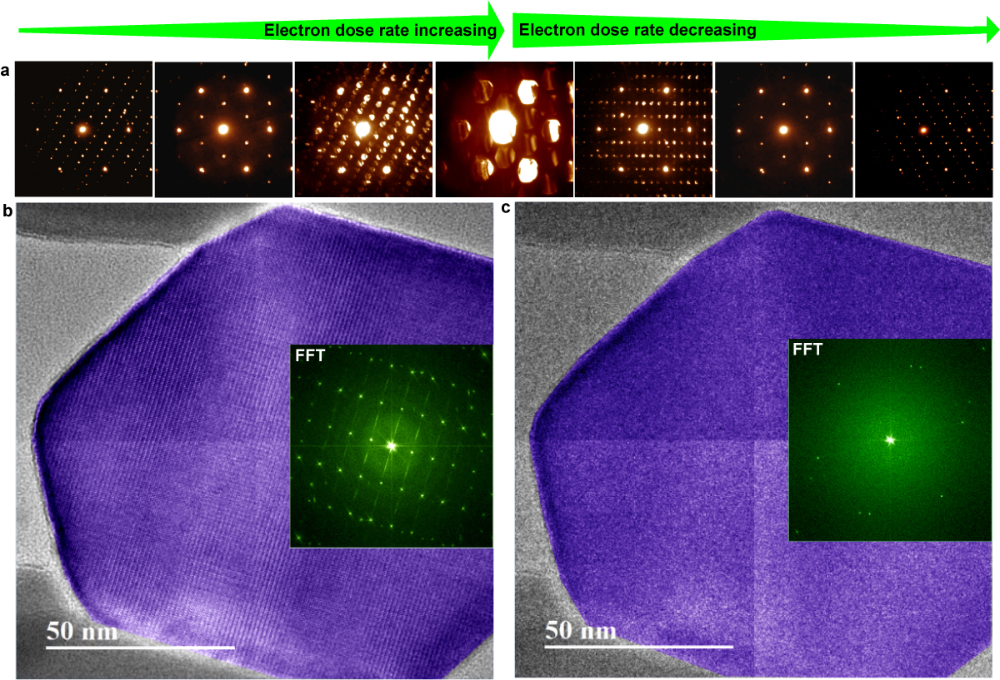 Electron dose rate increasing
Electron dose rate decreasing
a
b
c
FFT
FFT
50 nm
50 nm